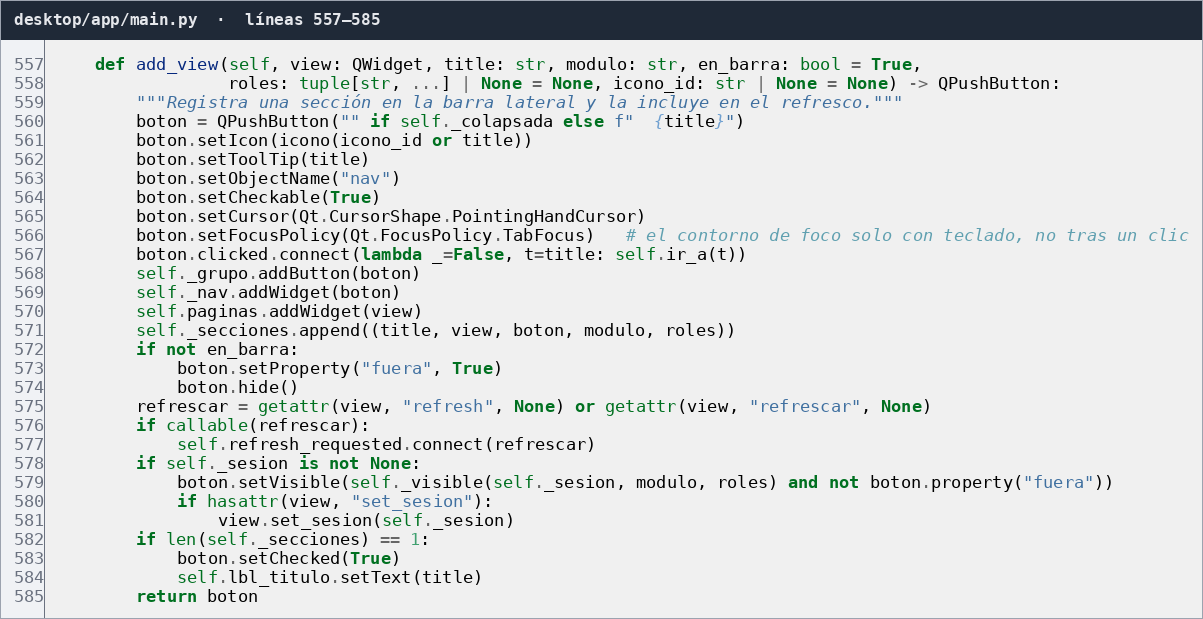 desktop/app/main.py  ·  líneas 557–585
557     def add_view(self, view: QWidget, title: str, modulo: str, en_barra: bool = True,
558                  roles: tuple[str, ...] | None = None, icono_id: str | None = None) -> QPushButton:
559         """Registra una sección en la barra lateral y la incluye en el refresco."""
560         boton = QPushButton("" if self._colapsada else f"  {title}")
561         boton.setIcon(icono(icono_id or title))
562         boton.setToolTip(title)
563         boton.setObjectName("nav")
564         boton.setCheckable(True)
565         boton.setCursor(Qt.CursorShape.PointingHandCursor)
566         boton.setFocusPolicy(Qt.FocusPolicy.TabFocus)   # el contorno de foco solo con teclado, no tras un clic
567         boton.clicked.connect(lambda _=False, t=title: self.ir_a(t))
568         self._grupo.addButton(boton)
569         self._nav.addWidget(boton)
570         self.paginas.addWidget(view)
571         self._secciones.append((title, view, boton, modulo, roles))
572         if not en_barra:
573             boton.setProperty("fuera", True)
574             boton.hide()
575         refrescar = getattr(view, "refresh", None) or getattr(view, "refrescar", None)
576         if callable(refrescar):
577             self.refresh_requested.connect(refrescar)
578         if self._sesion is not None:
579             boton.setVisible(self._visible(self._sesion, modulo, roles) and not boton.property("fuera"))
580             if hasattr(view, "set_sesion"):
581                 view.set_sesion(self._sesion)
582         if len(self._secciones) == 1:
583             boton.setChecked(True)
584             self.lbl_titulo.setText(title)
585         return boton